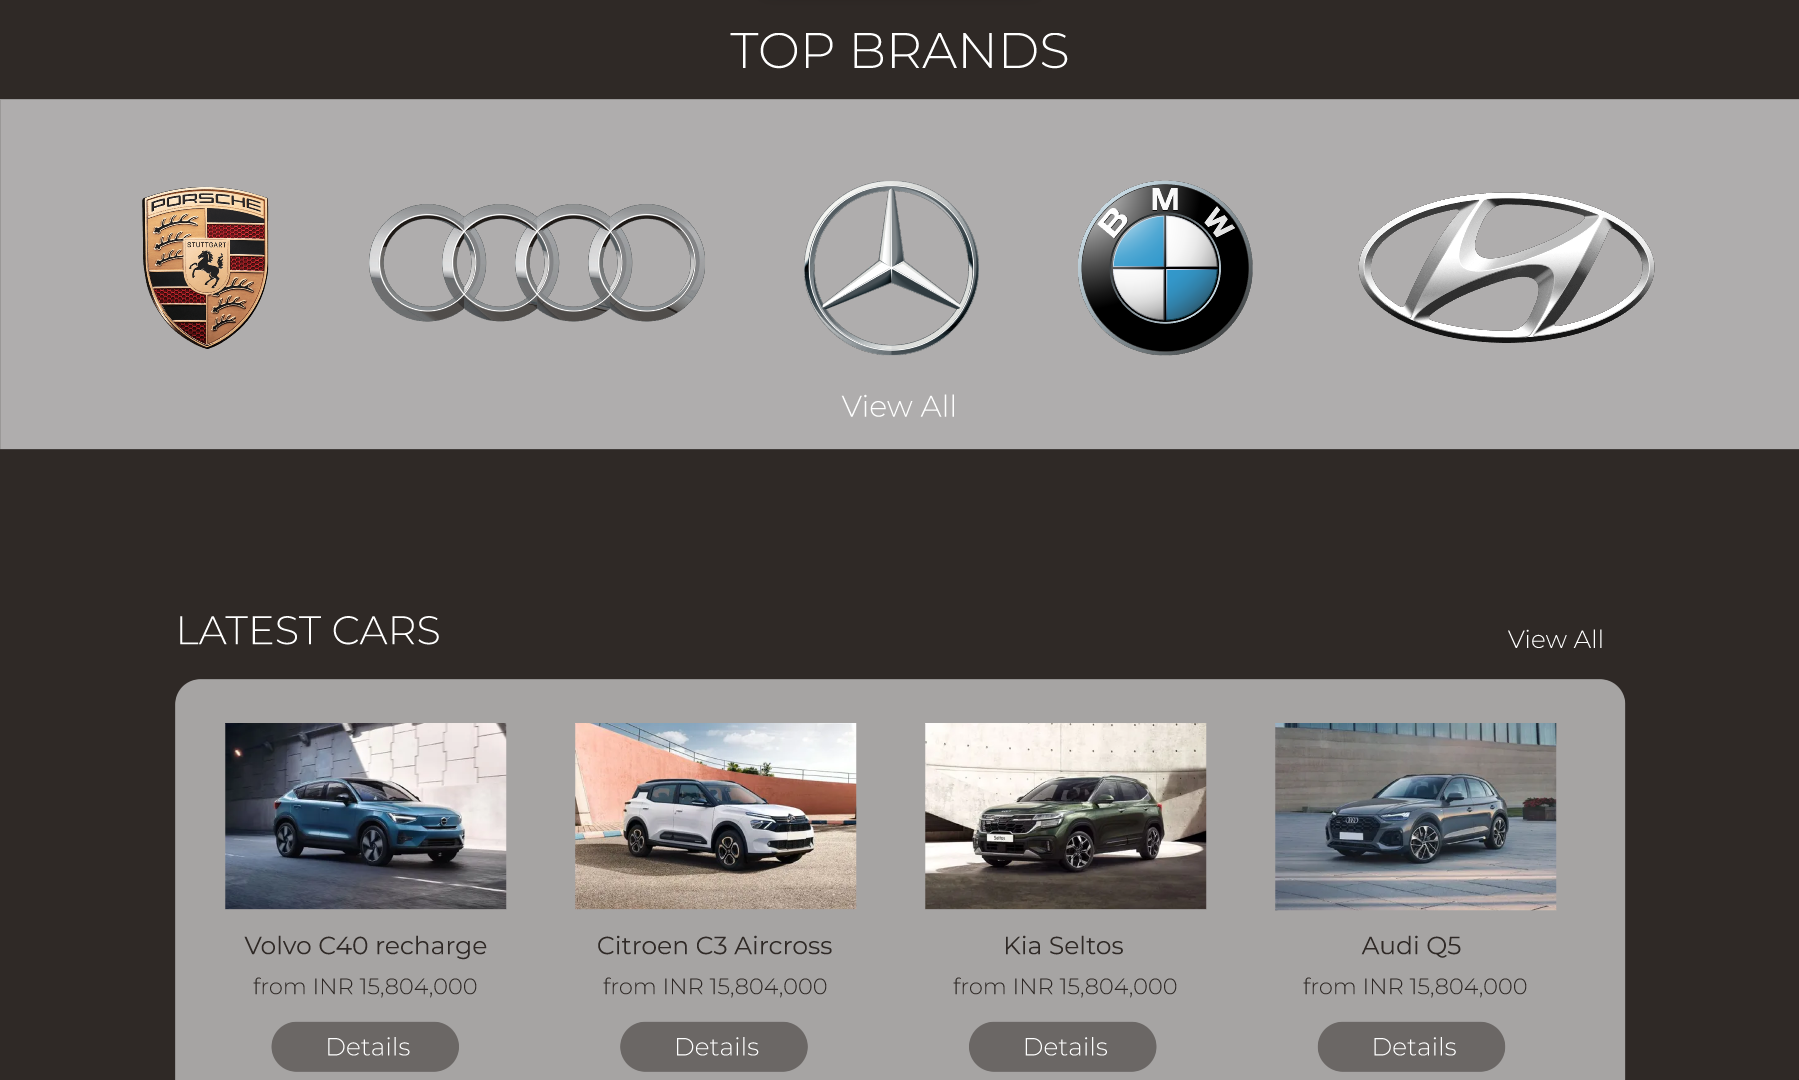 TOP BRANDS
PORSCHE
STUTTGART
BMW
View All
LATEST CARS
View All
Seltos
Volvo C40 recharge
Citroen C3 Aircross
Kia Seltos
Audi Q5
from INR 15,804,000
from INR 15,804,000
from INR 15,804,000
from INR 15,804,000
Details
Details
Details
Details